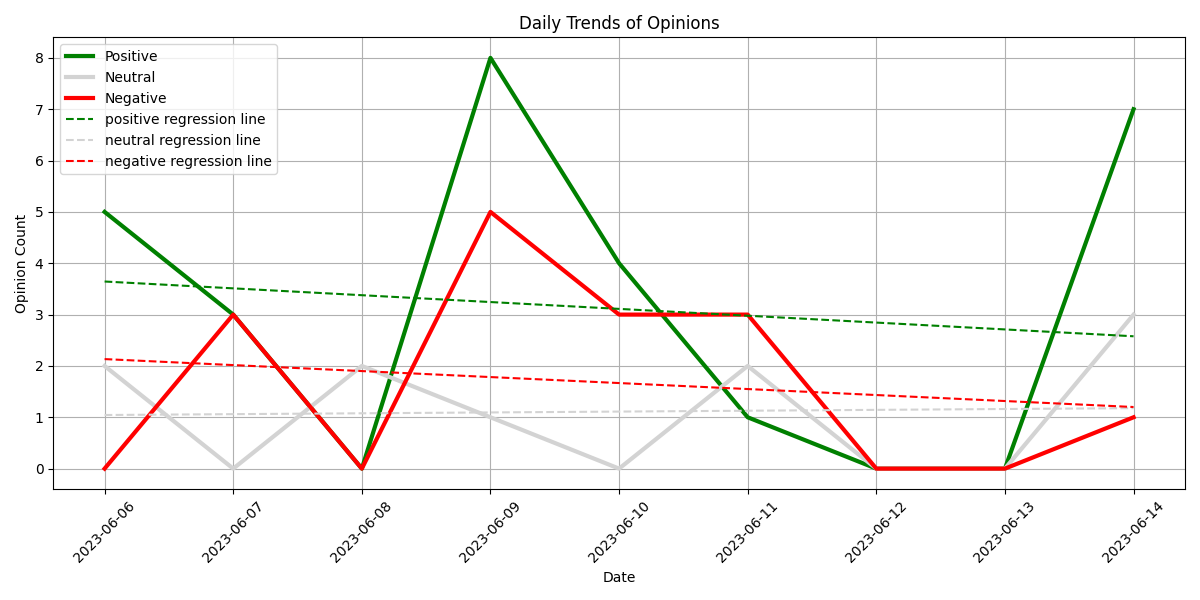 Daily Trends of Opinions
Positive
Neutral
Negative
positive regression line
neutral regression line
negative regression line
Opinion Count
8
7
6
5
4
3
2
1
0
2023-06-06
2023-06-07
2023-06-08
2023-06-09
2023-06-10
2023-06-11
2023-06-12
2023-06-13
2023-06-14
Date